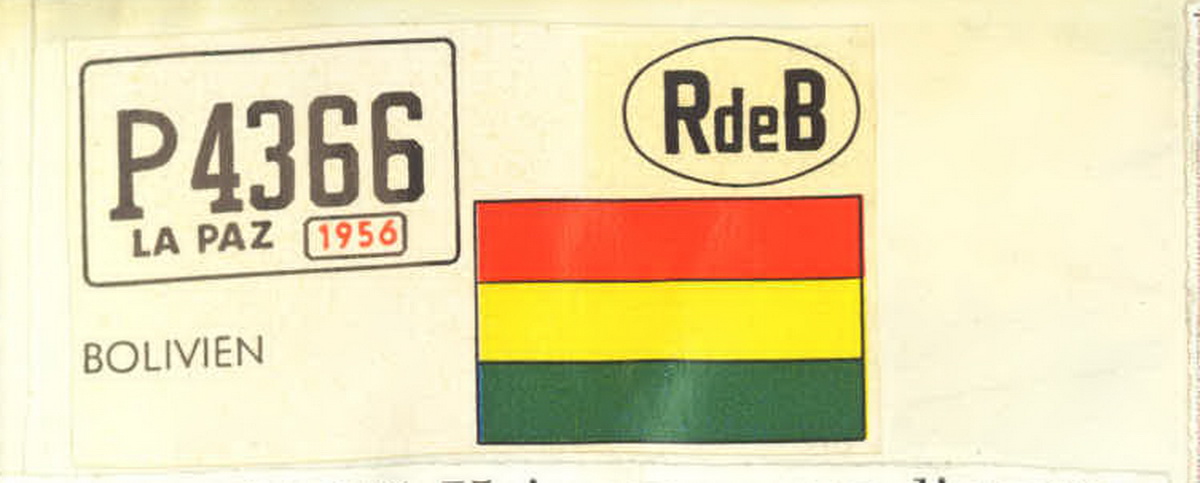 P4366
LA PAZ 1956
BOLIVIEN
RdeB